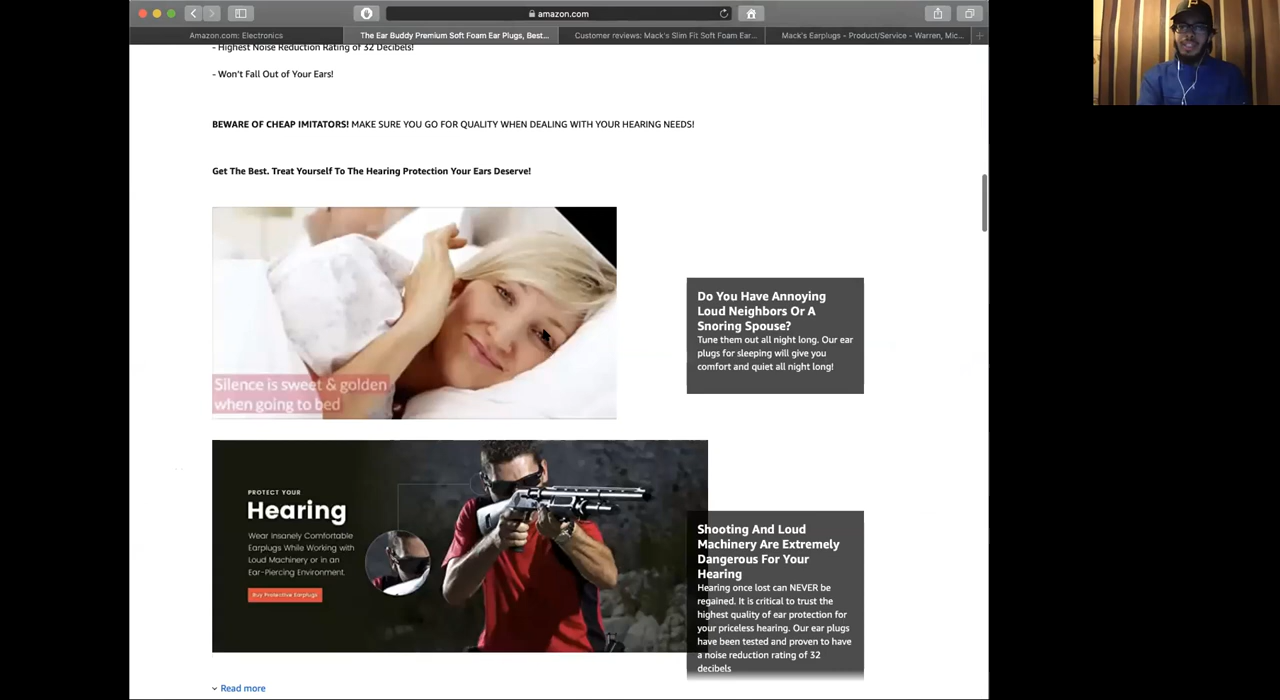 amazon.com
Amazon.com: Electronics
The Ear Buddy Premium Soft Foam Ear Plugs, Best...
Customer reviews: Mack's Slim Fit Soft Foam Ear...
Mack's Earplugs - Product/Service - Warren, Mic...
- Highest Noise Reduction Rating of 32 Decibels!
- Won't Fall Out of Your Ears!
BEWARE OF CHEAP IMITATORS! MAKE SURE YOU GO FOR QUALITY WHEN DEALING WITH YOUR HEARING NEEDS!
Get The Best. Treat Yourself To The Hearing Protection Your Ears Deserve!
Silence is sweet & golden
when going to bed
Do You Have Annoying
Loud Neighbors Or A
Snoring Spouse?
Tune them out all night long. Our ear
plugs for sleeping will give you
comfort and quiet all night long!
PROTECT YOUR
Hearing
Wear Insanely Comfortable
Earplugs While Working with
Loud Machinery or in an
Ear-Piercing Environment.
Buy Protective Earplugs
Shooting And Loud
Machinery Are Extremely
Dangerous For Your
Hearing
Hearing once lost can NEVER be
regained. It is critical to trust the
highest quality of ear protection for
your priceless hearing. Our ear plugs
have been tested and proven to have
a noise reduction rating of 32
decibels
Read more
P